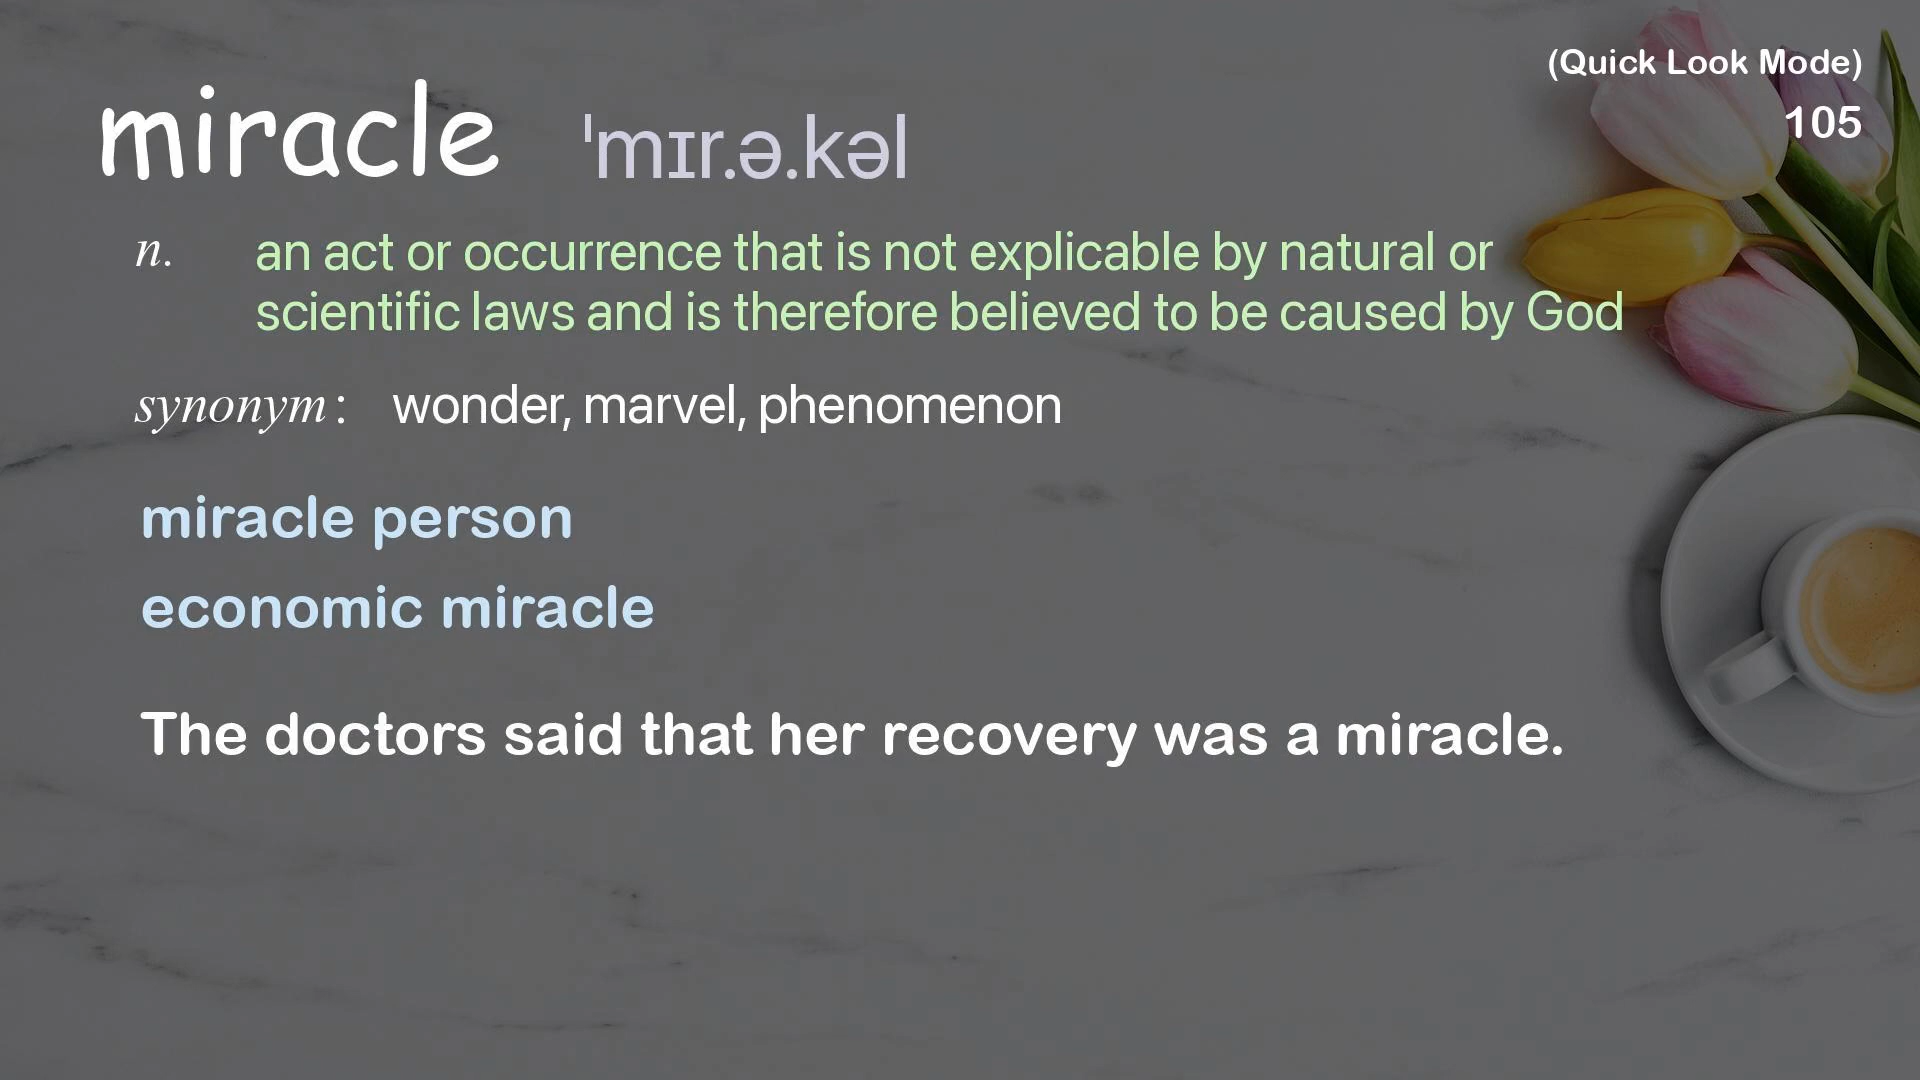 (Quick Look Mode)
105
miracle ˈmɪr.ə.kəl
n. an act or occurrence that is not explicable by natural or
scientific laws and is therefore believed to be caused by God
synonym: wonder, marvel, phenomenon
miracle person
economic miracle
The doctors said that her recovery was a miracle.